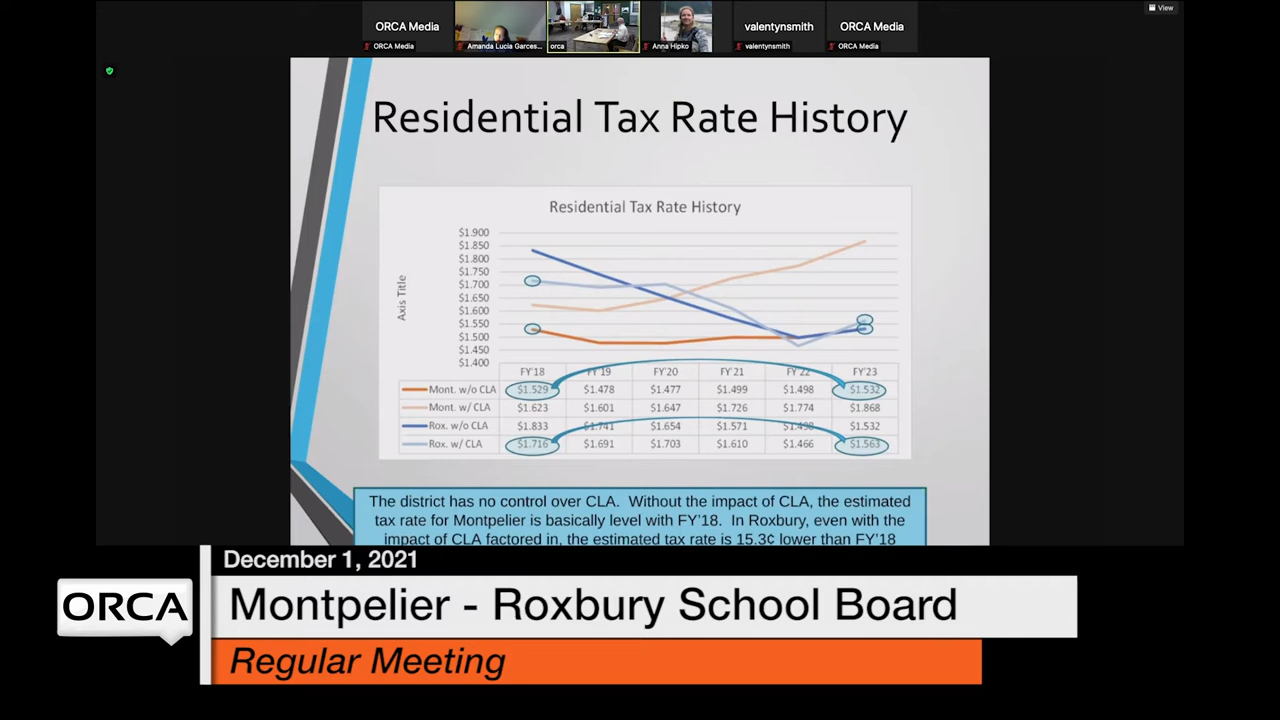 View
ORCA Media
valentynsmith
ORCA Media
ORCA Media
Amanda Lucia Garces...
orca
Anna Hipko
valentynsmith
ORCA Media
Residential Tax Rate History
Residential Tax Rate History
$1.900
$1.850
$1.800
$1.750
$1.700
$1.650
$1.600
$1.550
$1.500
$1.450
$1.400
Axis Title
FY'18 FY'19 FY'20 FY'21 FY'22 FY'23
Mont. w/o CLA $1.529 $1.478 $1.477 $1.499 $1.498 $1.532
Mont. w/ CLA $1.623 $1.601 $1.647 $1.726 $1.774 $1.868
Rox. w/o CLA $1.833 $1.741 $1.654 $1.571 $1.498 $1.532
Rox. w/ CLA $1.716 $1.691 $1.703 $1.610 $1.466 $1.563
The district has no control over CLA. Without the impact of CLA, the estimated
tax rate for Montpelier is basically level with FY'18. In Roxbury, even with the
impact of CLA factored in, the estimated tax rate is 15.3¢ lower than FY'18
December 1, 2021
ORCA
Montpelier - Roxbury School Board
Regular Meeting